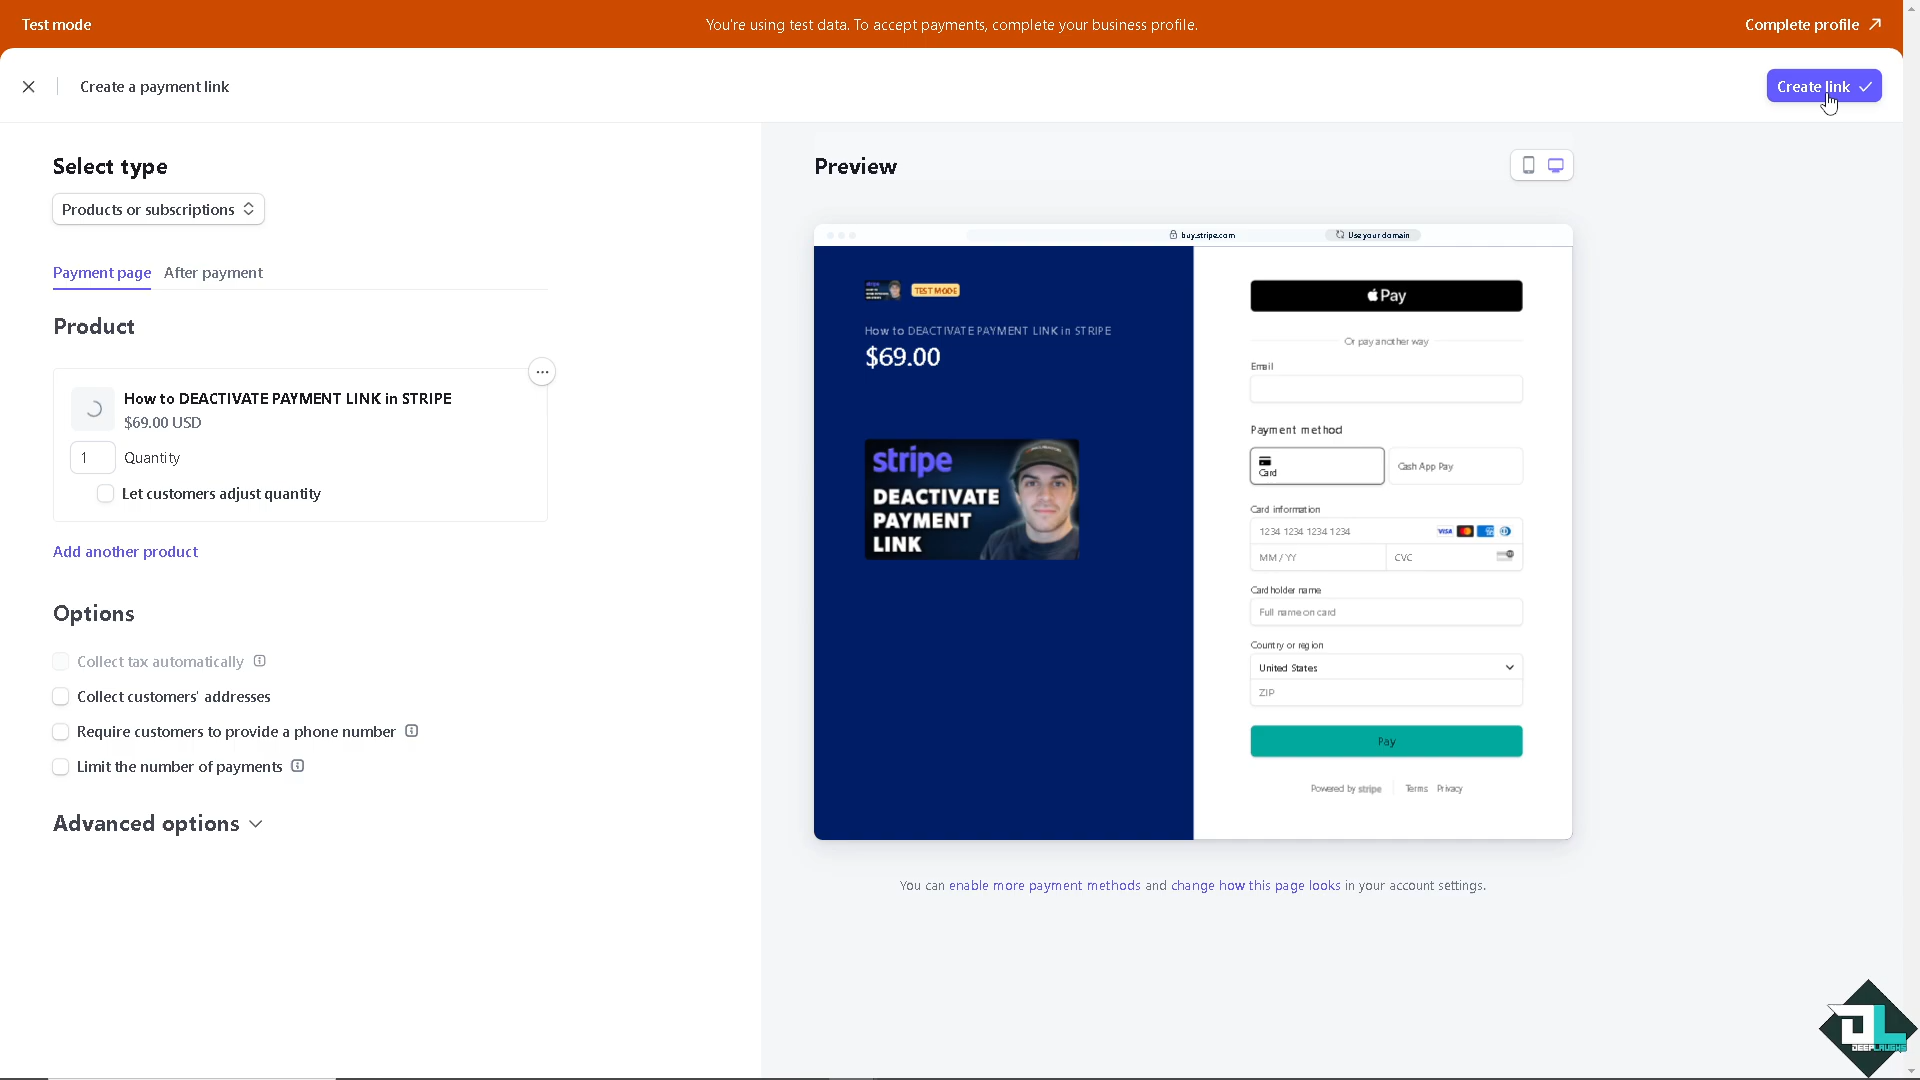 Test mode
You're using test data. To accept payments, complete your business profile.
Complete profile
Create a payment link
Create link
Select type
Products or subscriptions
Payment page
After payment
Product
How to DEACTIVATE PAYMENT LINK in STRIPE
$69.00 USD
1
Quantity
Let customers adjust quantity
Add another product
Options
Collect tax automatically
Collect customers' addresses
Require customers to provide a phone number
Limit the number of payments
Advanced options
Preview
buy.stripe.com
Use your domain
TEST MODE
How to DEACTIVATE PAYMENT LINK in STRIPE
$69.00
stripe
DEACTIVATE
PAYMENT
LINK
Pay
Or pay another way
Email
Payment method
Card
Cash App Pay
Card information
1234 1234 1234 1234
VISA
MM / YY
CVC
Cardholder name
Full name on card
Country or region
United States
ZIP
Pay
Powered by stripe
Terms
Privacy
You can enable more payment methods and change how this page looks in your account settings.
DL
DEEPLAUGHS